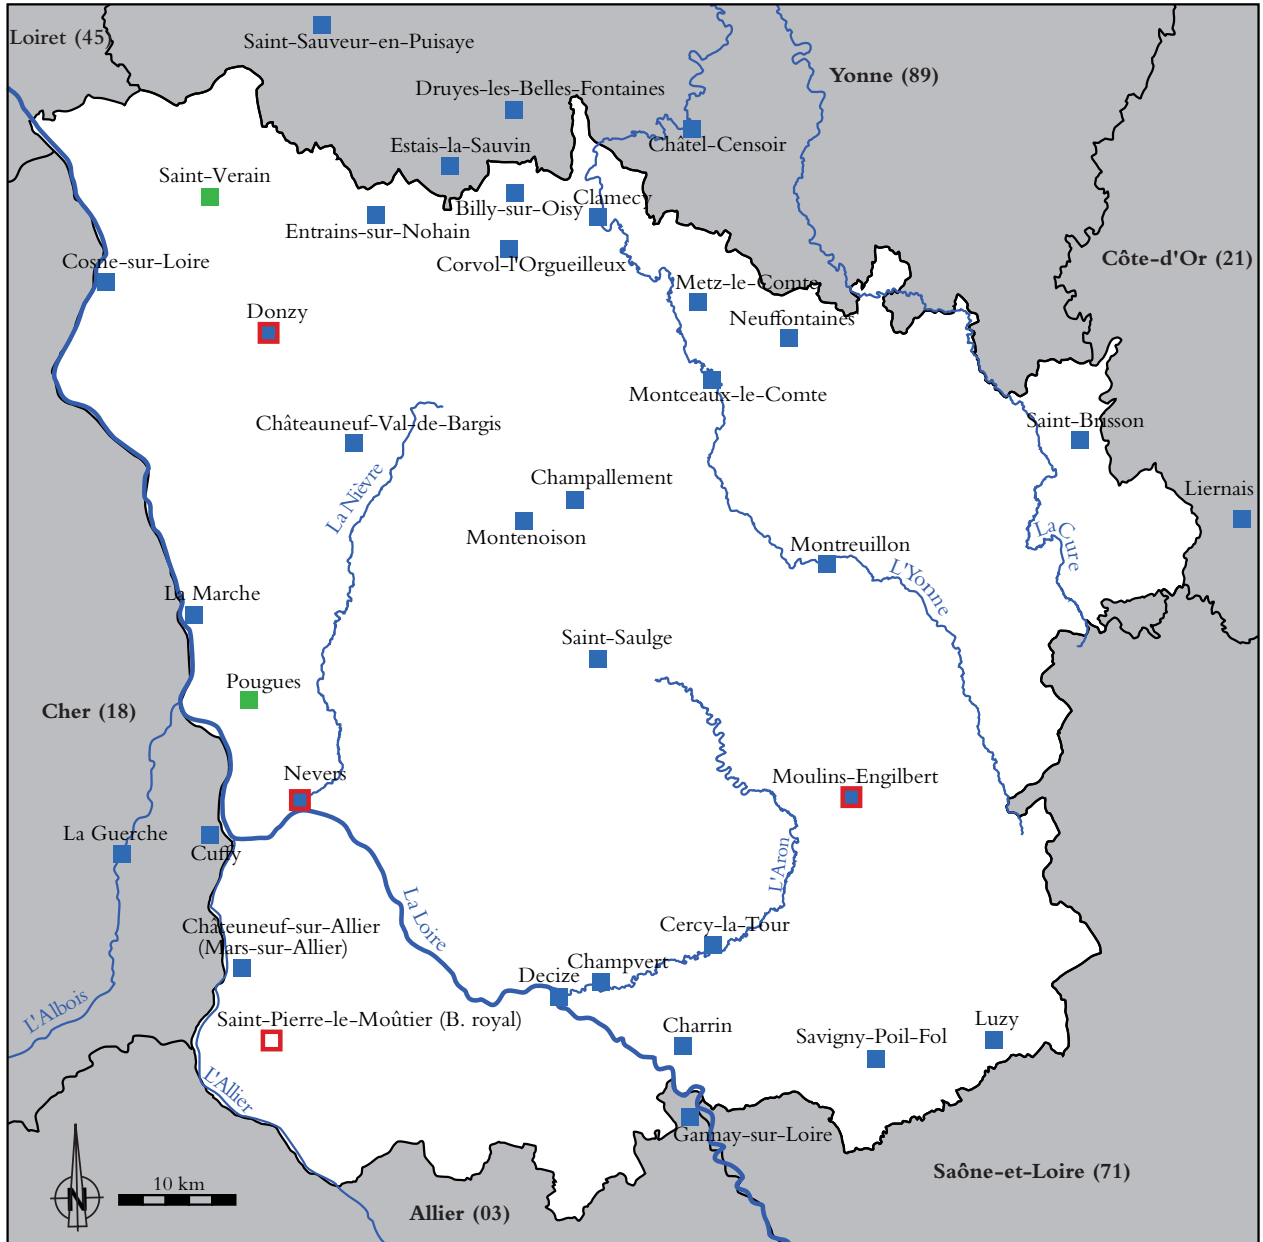 Loiret (45)
Saint-Sauveur-en-Puisaye
Yonne (89)
Druyes-les-Belles-Fontaines
Châtel-Censoir
Estais-la-Sauvin
Saint-Verain
Billy-sur-Oisy
Clamecy
Entrains-sur-Nohain
Corvol-l'Orgueilleux
Côte-d'Or (21)
Cosne-sur-Loire
Metz-le-Comte
Donzy
Neuffontaines
Montceaux-le-Comte
Châteauneuf-Val-de-Bargis
Saint-Brisson
La Nièvre
Champallement
Liernais
Montenoison
La Cure
Montreuillon
L'Yonne
La Marche
Saint-Saulge
Pougues
Cher (18)
Nevers
Moulins-Engilbert
La Guerche
Cuffy
L'Aron
La Loire
Châteuneuf-sur-Allier
(Mars-sur-Allier)
Cercy-la-Tour
Champvert
Decize
L'Albois
Saint-Pierre-le-Moûtier (B. royal)
Charrin
Savigny-Poil-Fol
Luzy
L'Allier
Gannay-sur-Loire
Saône-et-Loire (71)
N
10 km
Allier (03)